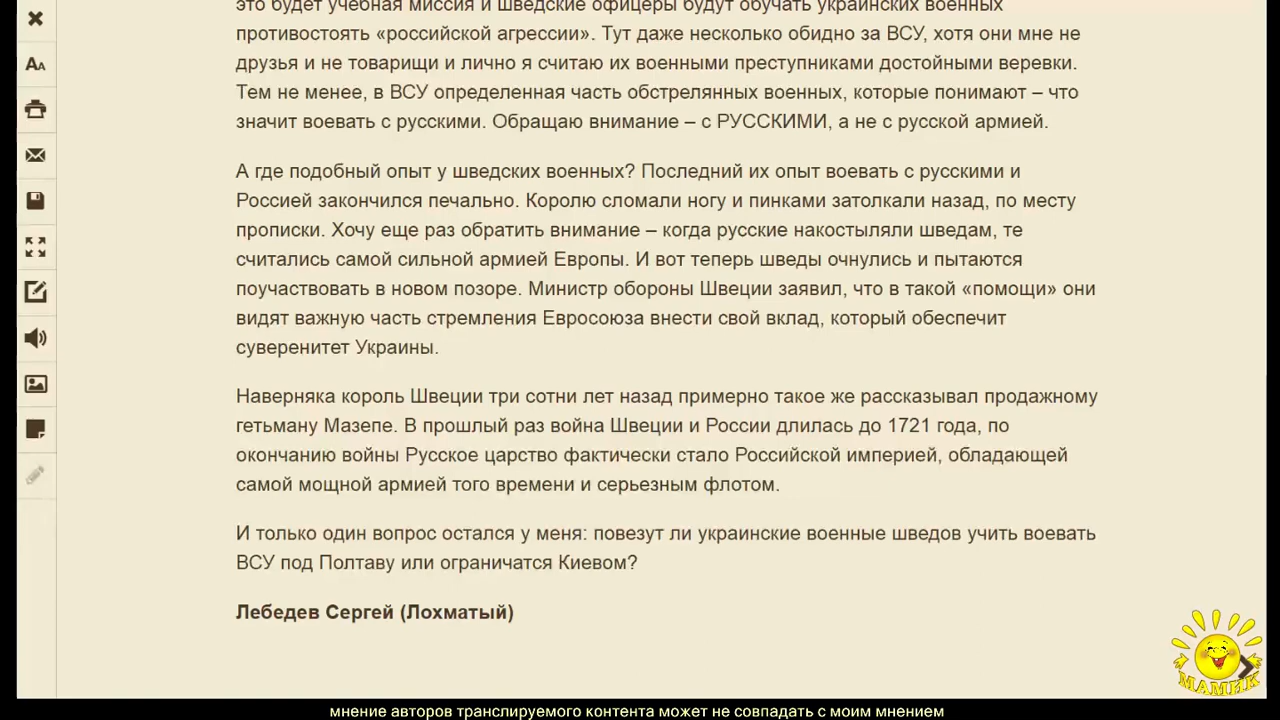 это будет учебная миссия и шведские офицеры будут обучать украинских военных
противостоять «российской агрессии». Тут даже несколько обидно за ВСУ, хотя они мне не
друзья и не товарищи и лично я считаю их военными преступниками достойными веревки.
Тем не менее, в ВСУ определенная часть обстрелянных военных, которые понимают – что
значит воевать с русскими. Обращаю внимание – с РУССКИМИ, а не с русской армией.
А где подобный опыт у шведских военных? Последний их опыт воевать с русскими и
Россией закончился печально. Королю сломали ногу и пинками затолкали назад, по месту
прописки. Хочу еще раз обратить внимание – когда русские накостыляли шведам, те
считались самой сильной армией Европы. И вот теперь шведы очнулись и пытаются
поучаствовать в новом позоре. Министр обороны Швеции заявил, что в такой «помощи» они
видят важную часть стремления Евросоюза внести свой вклад, который обеспечит
суверенитет Украины.
Наверняка король Швеции три сотни лет назад примерно такое же рассказывал продажному
гетьману Мазепе. В прошлый раз война Швеции и России длилась до 1721 года, по
окончанию войны Русское царство фактически стало Российской империей, обладающей
самой мощной армией того времени и серьезным флотом.
И только один вопрос остался у меня: повезут ли украинские военные шведов учить воевать
ВСУ под Полтаву или ограничатся Киевом?
Лебедев Сергей (Лохматый)
МАМИК
мнение авторов транслируемого контента может не совпадать с моим мнением